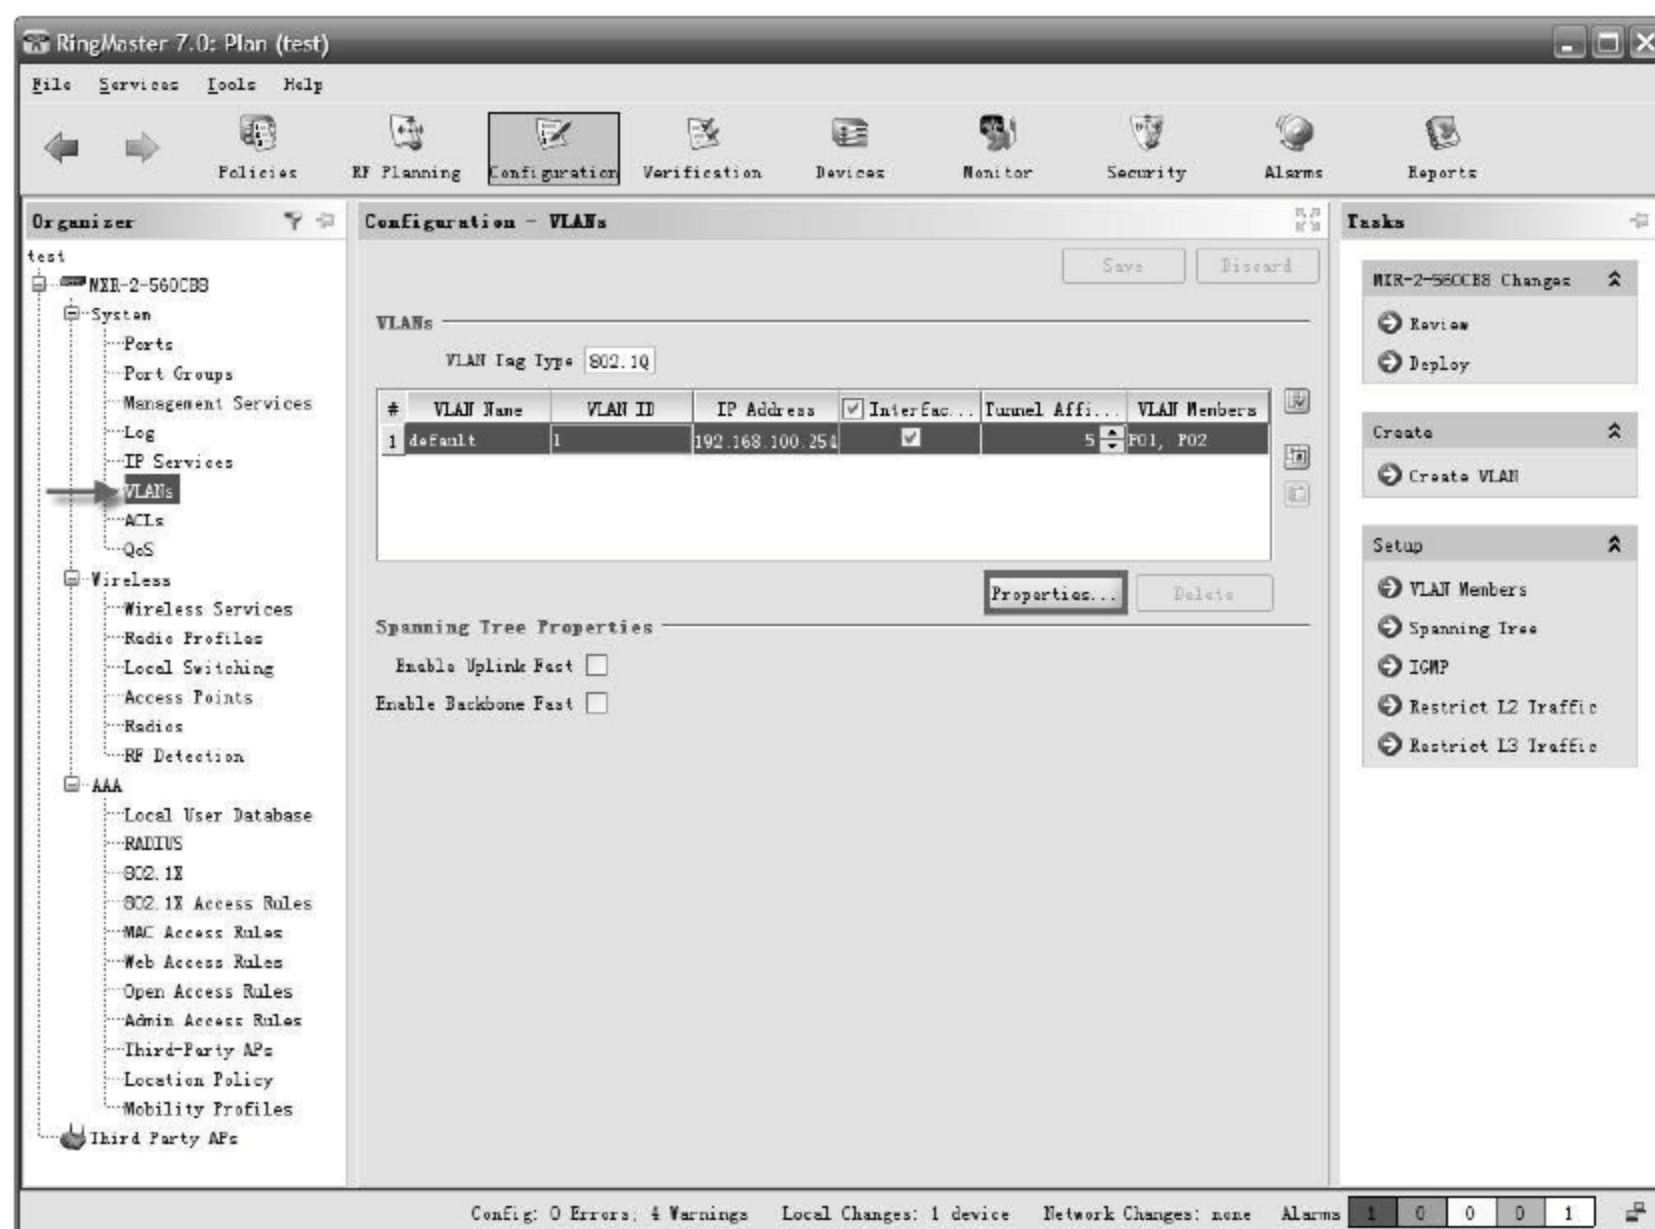 RingMaster 7.0: Plan (test)
File Services Tools Help
Policies RF Planning Configuration Verification Devices Monitor Security Alarms Reports
Organizer
test
MXR-2-560CB8
System
Ports
Port Groups
Management Services
Log
IP Services
VLANs
ACLs
QoS
Wireless
Wireless Services
Radio Profiles
Local Switching
Access Points
Radios
RF Detection
AAA
Local User Database
RADIUS
802.1X
802.1X Access Rules
MAC Access Rules
Web Access Rules
Open Access Rules
Admin Access Rules
Third-Party APs
Location Policy
Mobility Profiles
Third Party APs
Configuration - VLANs
Save Discard
VLANs
VLAN Tag Type 802.1Q
# VLAN Name VLAN ID IP Address Interfac... Tunnel Affi... VLAN Members
1 default 1 192.168.100.254 5 P01, P02
Properties... Delete
Spanning Tree Properties
Enable Uplink Fast
Enable Backbone Fast
Tasks
MXR-2-560CB8 Changes
Review
Deploy
Create
Create VLAN
Setup
VLAN Members
Spanning Tree
IGMP
Restrict L2 Traffic
Restrict L3 Traffic
Config: 0 Errors; 4 Warnings Local Changes: 1 device Network Changes: none Alarms 1 0 0 0 1